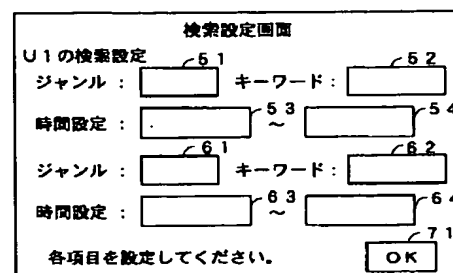 検索設定画面
U1の検索設定
51 52
ジャンル： キーワード：
53 54
時間設定： ～
61 62
ジャンル： キーワード：
63 64
時間設定： ～
71
各項目を設定してください。 OK